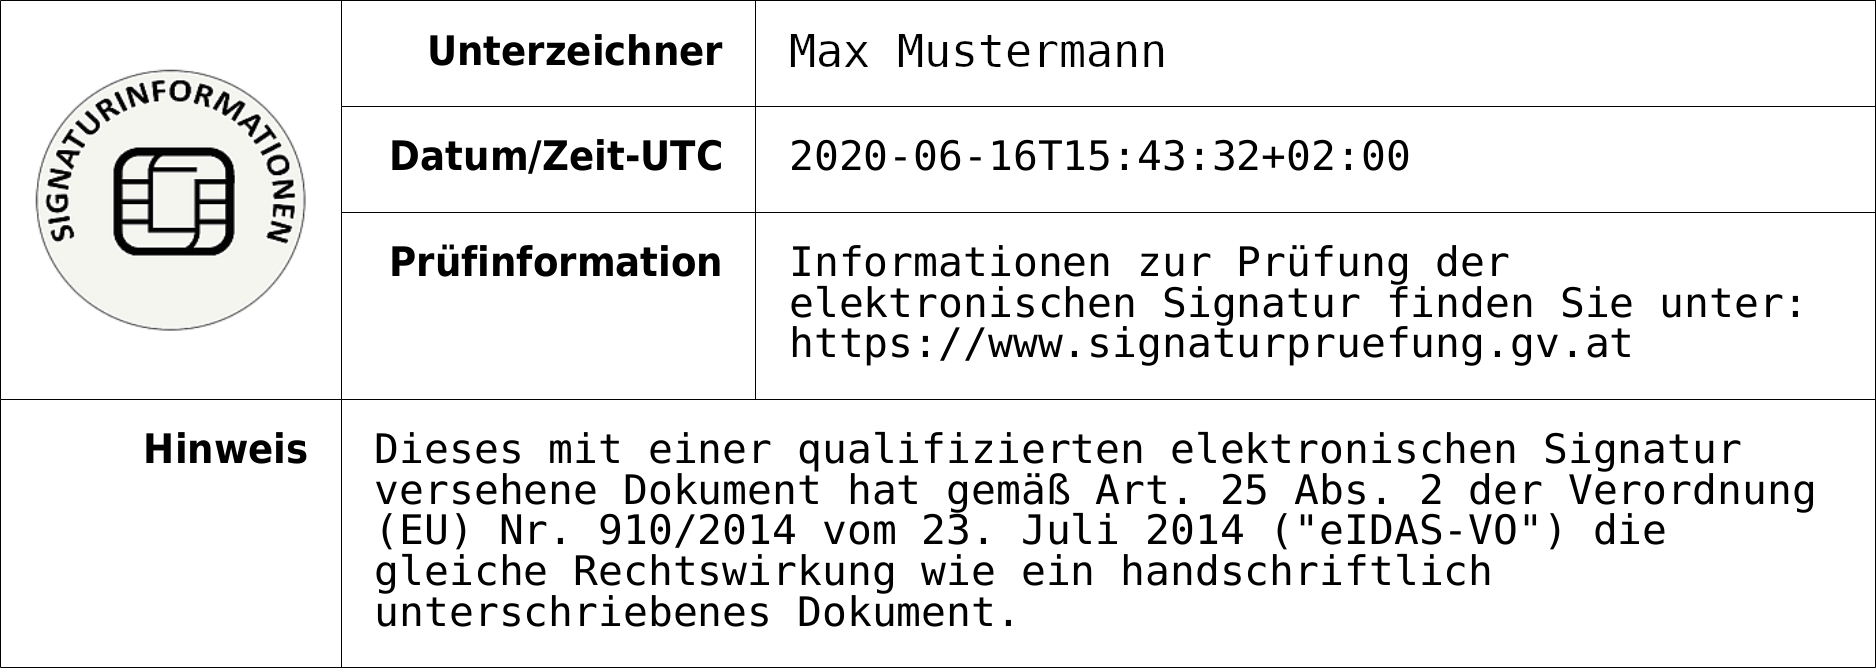 SIGNATURINFORMATIONEN
Unterzeichner
Max Mustermann
Datum/Zeit-UTC
2020-06-16T15:43:32+02:00
Prüfinformation
Informationen zur Prüfung der
elektronischen Signatur finden Sie unter:
https://www.signaturpruefung.gv.at
Hinweis
Dieses mit einer qualifizierten elektronischen Signatur
versehene Dokument hat gemäß Art. 25 Abs. 2 der Verordnung
(EU) Nr. 910/2014 vom 23. Juli 2014 ("eIDAS-VO") die
gleiche Rechtswirkung wie ein handschriftlich
unterschriebenes Dokument.